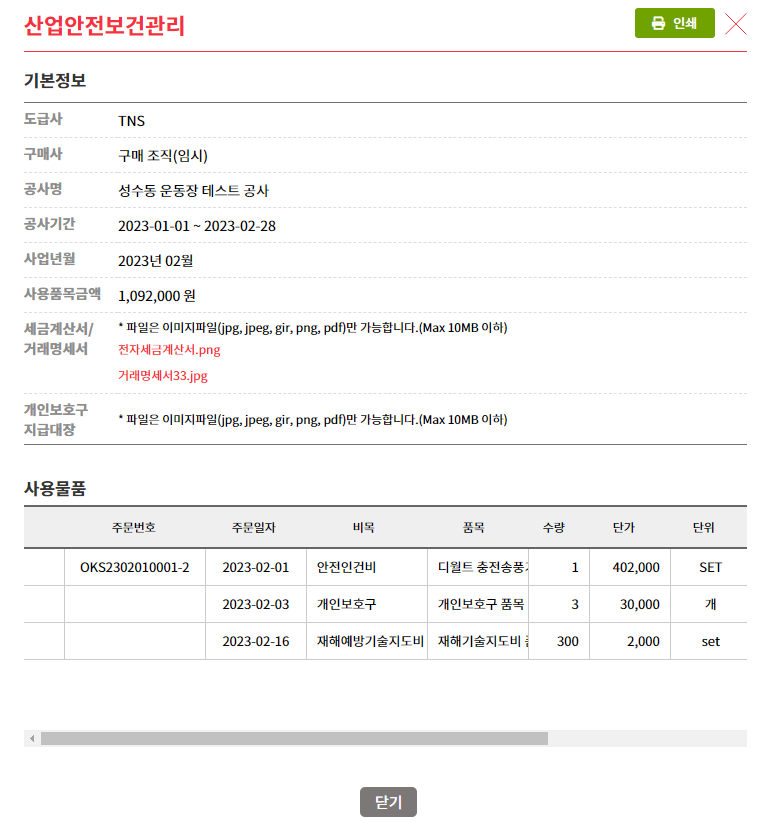 산업안전보건관리
인쇄
기본정보
도급사 TNS
구매사 구매 조직(임시)
공사명 성수동 운동장 테스트 공사
공사기간 2023-01-01 ~ 2023-02-28
사업년월 2023년 02월
사용품목금액 1,092,000 원
세금계산서/
거래명세서
* 파일은 이미지파일(jpg, jpeg, gir, png, pdf)만 가능합니다.(Max 10MB 이하)
전자세금계산서.png
거래명세서33.jpg
개인보호구
지급대장
* 파일은 이미지파일(jpg, jpeg, gir, png, pdf)만 가능합니다.(Max 10MB 이하)
사용물품
주문번호 주문일자 비목 품목 수량 단가 단위
OKS2302010001-2 2023-02-01 안전인건비 디월트 충전송풍 1 402,000 SET
2023-02-03 개인보호구 개인보호구 품목 3 30,000 개
2023-02-16 재해예방기술지도비 재해기술지도비 300 2,000 set
닫기